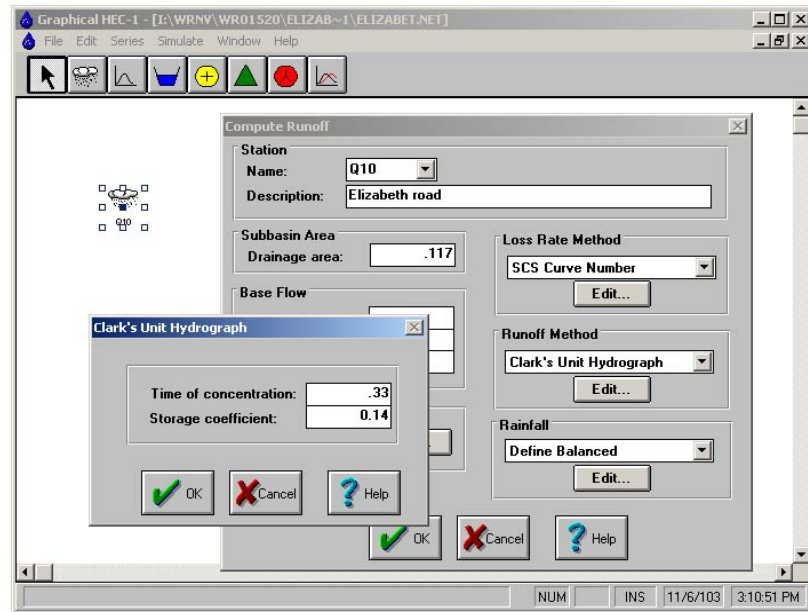 Graphical HEC-1 - [I:\WRNV\WR01520\ELIZAB~1\ELIZABET.NET]
File Edit Series Simulate Window Help
Compute Runoff
Station
Name: Q10
Description: Elizabeth road
Q10
Subbasin Area
Drainage area: .117
Base Flow
Loss Rate Method
SCS Curve Number
Edit...
Runoff Method
Clark's Unit Hydrograph
Edit...
Rainfall
Define Balanced
Edit...
Clark's Unit Hydrograph
Time of concentration: .33
Storage coefficient: 0.14
OK Cancel Help
OK Cancel Help
NUM INS 11/6/103 3:10:51 PM